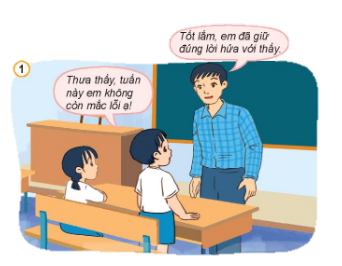 Tốt lắm, em đã giữ
đúng lời hứa với thầy.
1
Thưa thầy, tuần
này em không
còn mắc lỗi ạ!